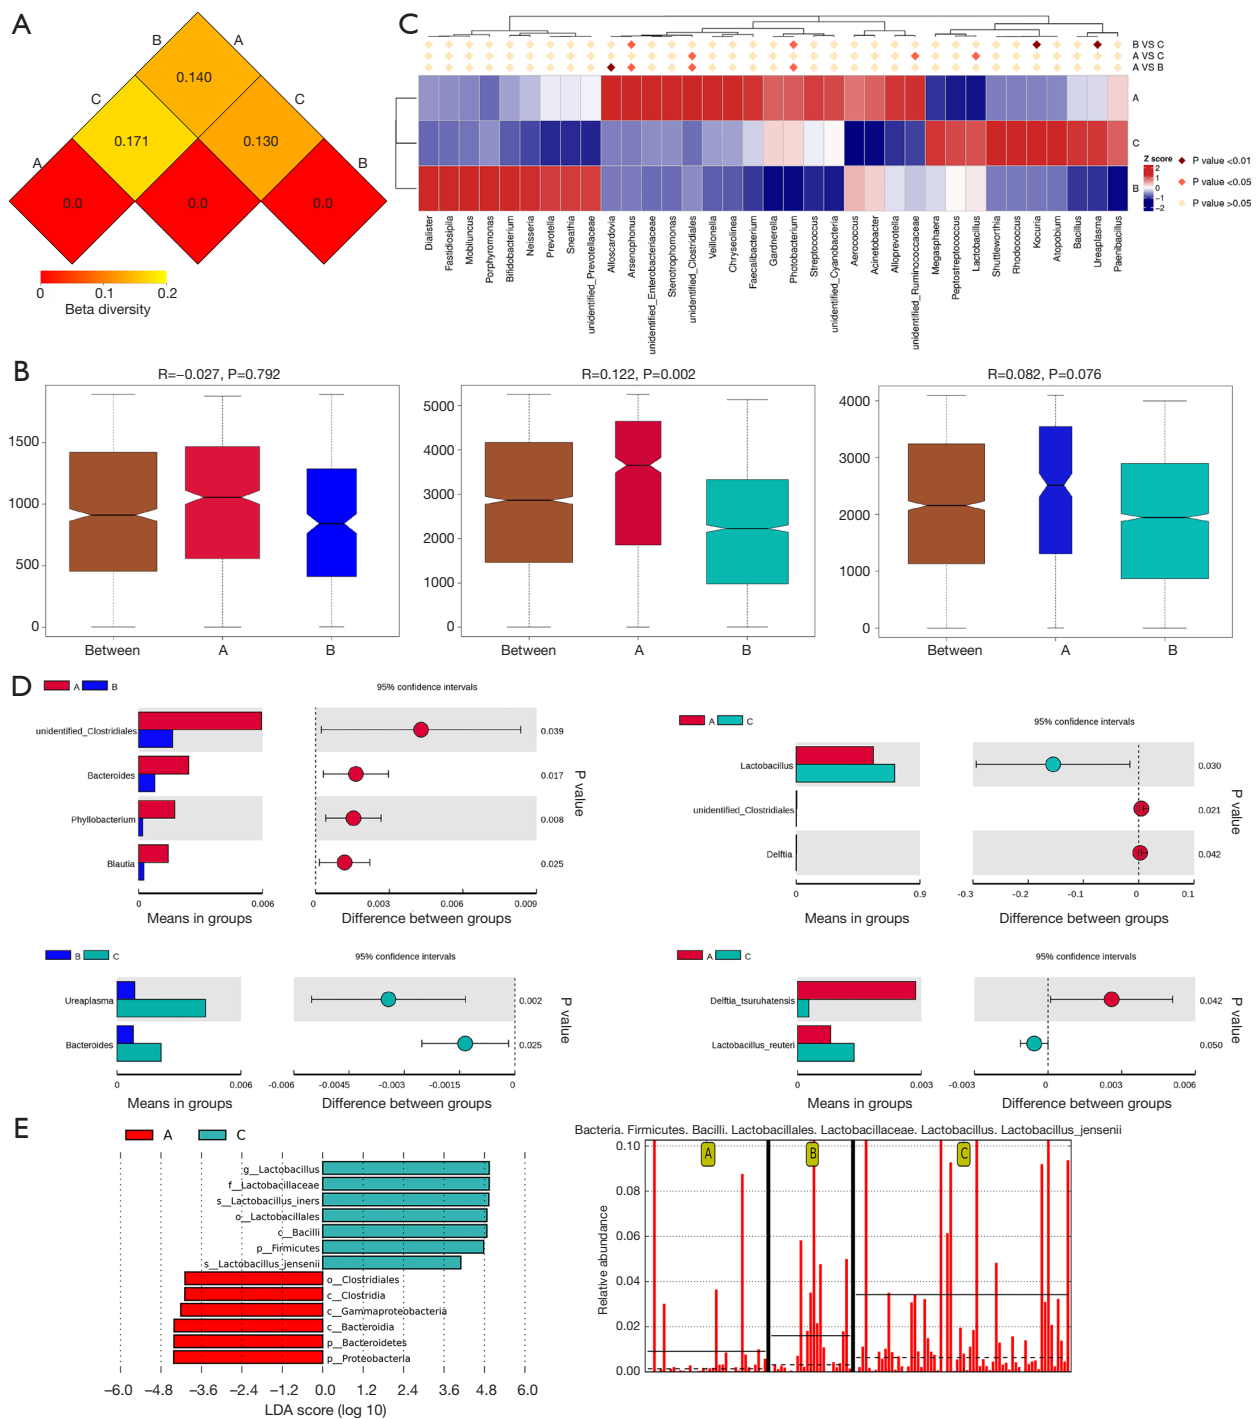 A
B
A
0.140
C
C
0.171
0.130
A
B
0.0
0.0
0.0
0
0.1
0.2
Beta diversity
C
B VS C
A VS C
A VS B
A
C
B
Z score
2
1
0
−1
−2
P value <0.01
P value <0.05
P value >0.05
Dialister
Fastidiosipila
Mobiluncus
Porphyromonas
Bifidobacterium
Neisseria
Prevotella
Sneathia
unidentified_Prevotellaceae
Alloscardovia
Arsenophonus
unidentified_Enterobacteriaceae
Stenotrophomonas
unidentified_Clostridiales
Veillonella
Chryseolinea
Faecalibacterium
Gardnerella
Photobacterium
Streptococcus
unidentified_Cyanobacteria
Aerococcus
Acinetobacter
Alloprevotella
unidentified_Ruminococcaceae
Megasphaera
Peptostreptococcus
Lactobacillus
Shuttleworthia
Rhodococcus
Kocuria
Atopobium
Bacillus
Ureaplasma
Paenibacillus
B
R=−0.027, P=0.792
1500
1000
500
0
Between A B
R=0.122, P=0.002
5000
4000
3000
2000
1000
0
Between A B
R=0.082, P=0.076
4000
3000
2000
1000
0
Between A B
D
A B
95% confidence intervals
unidentified_Clostridiales
0.039
Bacteroides
0.017
Phyllobacterium
0.008
Blautia
0.025
P value
0 0.006
0 0.003 0.006 0.009
Means in groups
Difference between groups
A C
95% confidence intervals
Lactobacillus
0.030
unidentified_Clostridiales
0.021
Delftia
0.042
P value
0 0.9
-0.3 -0.2 -0.1 0 0.1
Means in groups
Difference between groups
B C
95% confidence intervals
Ureaplasma
0.002
Bacteroides
0.025
P value
0 0.006
-0.006 -0.0045 -0.003 -0.0015 0
Means in groups
Difference between groups
A C
95% confidence intervals
Delftia_tsuruhatensis
0.042
Lactobacillus_reuteri
0.050
P value
0 0.003
-0.003 0 0.003 0.006
Means in groups
Difference between groups
E
A C
g__Lactobacillus
f__Lactobacillaceae
s__Lactobacillus_iners
o__Lactobacillales
c__Bacilli
p__Firmicutes
s__Lactobacillus_jensenii
o__Clostridiales
c__Clostridia
c__Gammaproteobacteria
c__Bacteroidia
p__Bacteroidetes
p__Proteobacteria
−6.0 −4.8 −3.6 −2.4 −1.2 0.0 1.2 2.4 3.6 4.8 6.0
LDA score (log 10)
Bacteria. Firmicutes. Bacilli. Lactobacillales. Lactobacillaceae. Lactobacillus. Lactobacillus_jensenii
A B C
0.10
0.08
0.06
0.04
0.02
0.00
Relative abundance